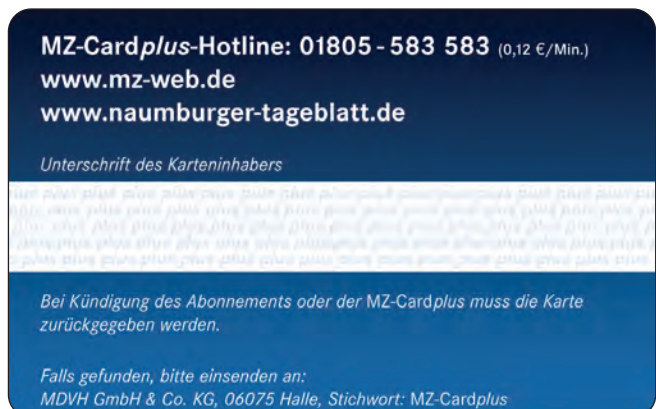 MZ-Cardplus-Hotline: 01805 - 583 583 (0,12 €/Min.)
www.mz-web.de
www.naumburger-tageblatt.de
Unterschrift des Karteninhabers
Bei Kündigung des Abonnements oder der MZ-Cardplus muss die Karte
zurückgegeben werden.
Falls gefunden, bitte einsenden an:
MDVH GmbH & Co. KG, 06075 Halle, Stichwort: MZ-Cardplus